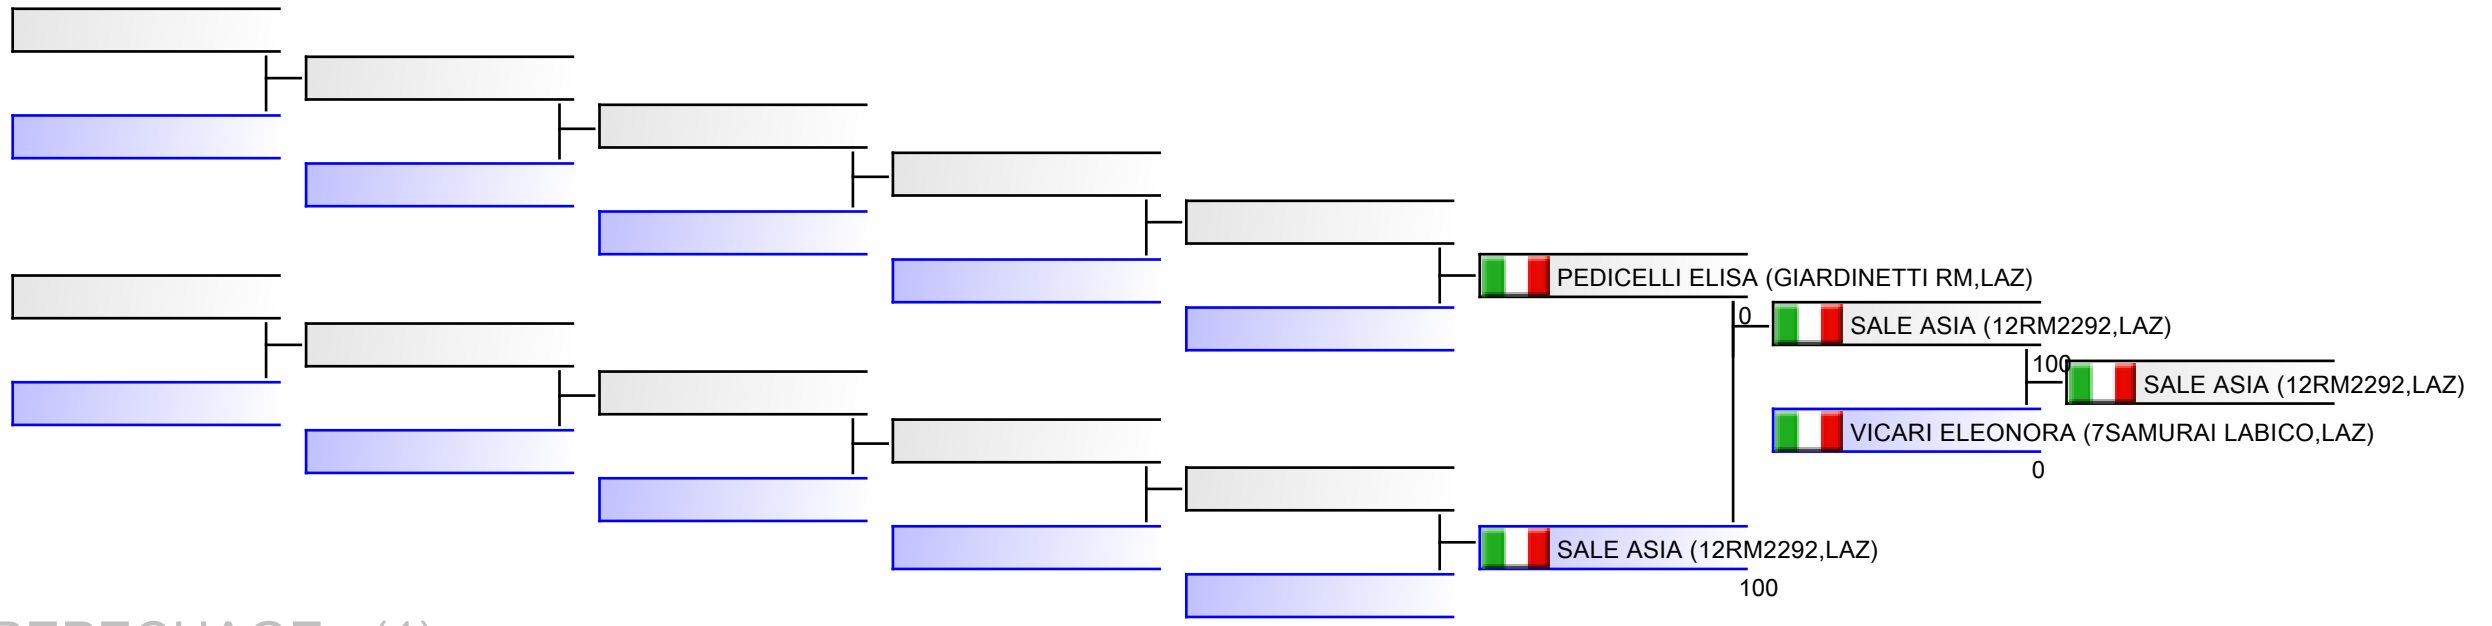 PEDICELLI ELISA (GIARDINETTI RM,LAZ)
0
SALE ASIA (12RM2292,LAZ)
100
SALE ASIA (12RM2292,LAZ)
VICARI ELEONORA (7SAMURAI LABICO,LAZ)
0
SALE ASIA (12RM2292,LAZ)
100